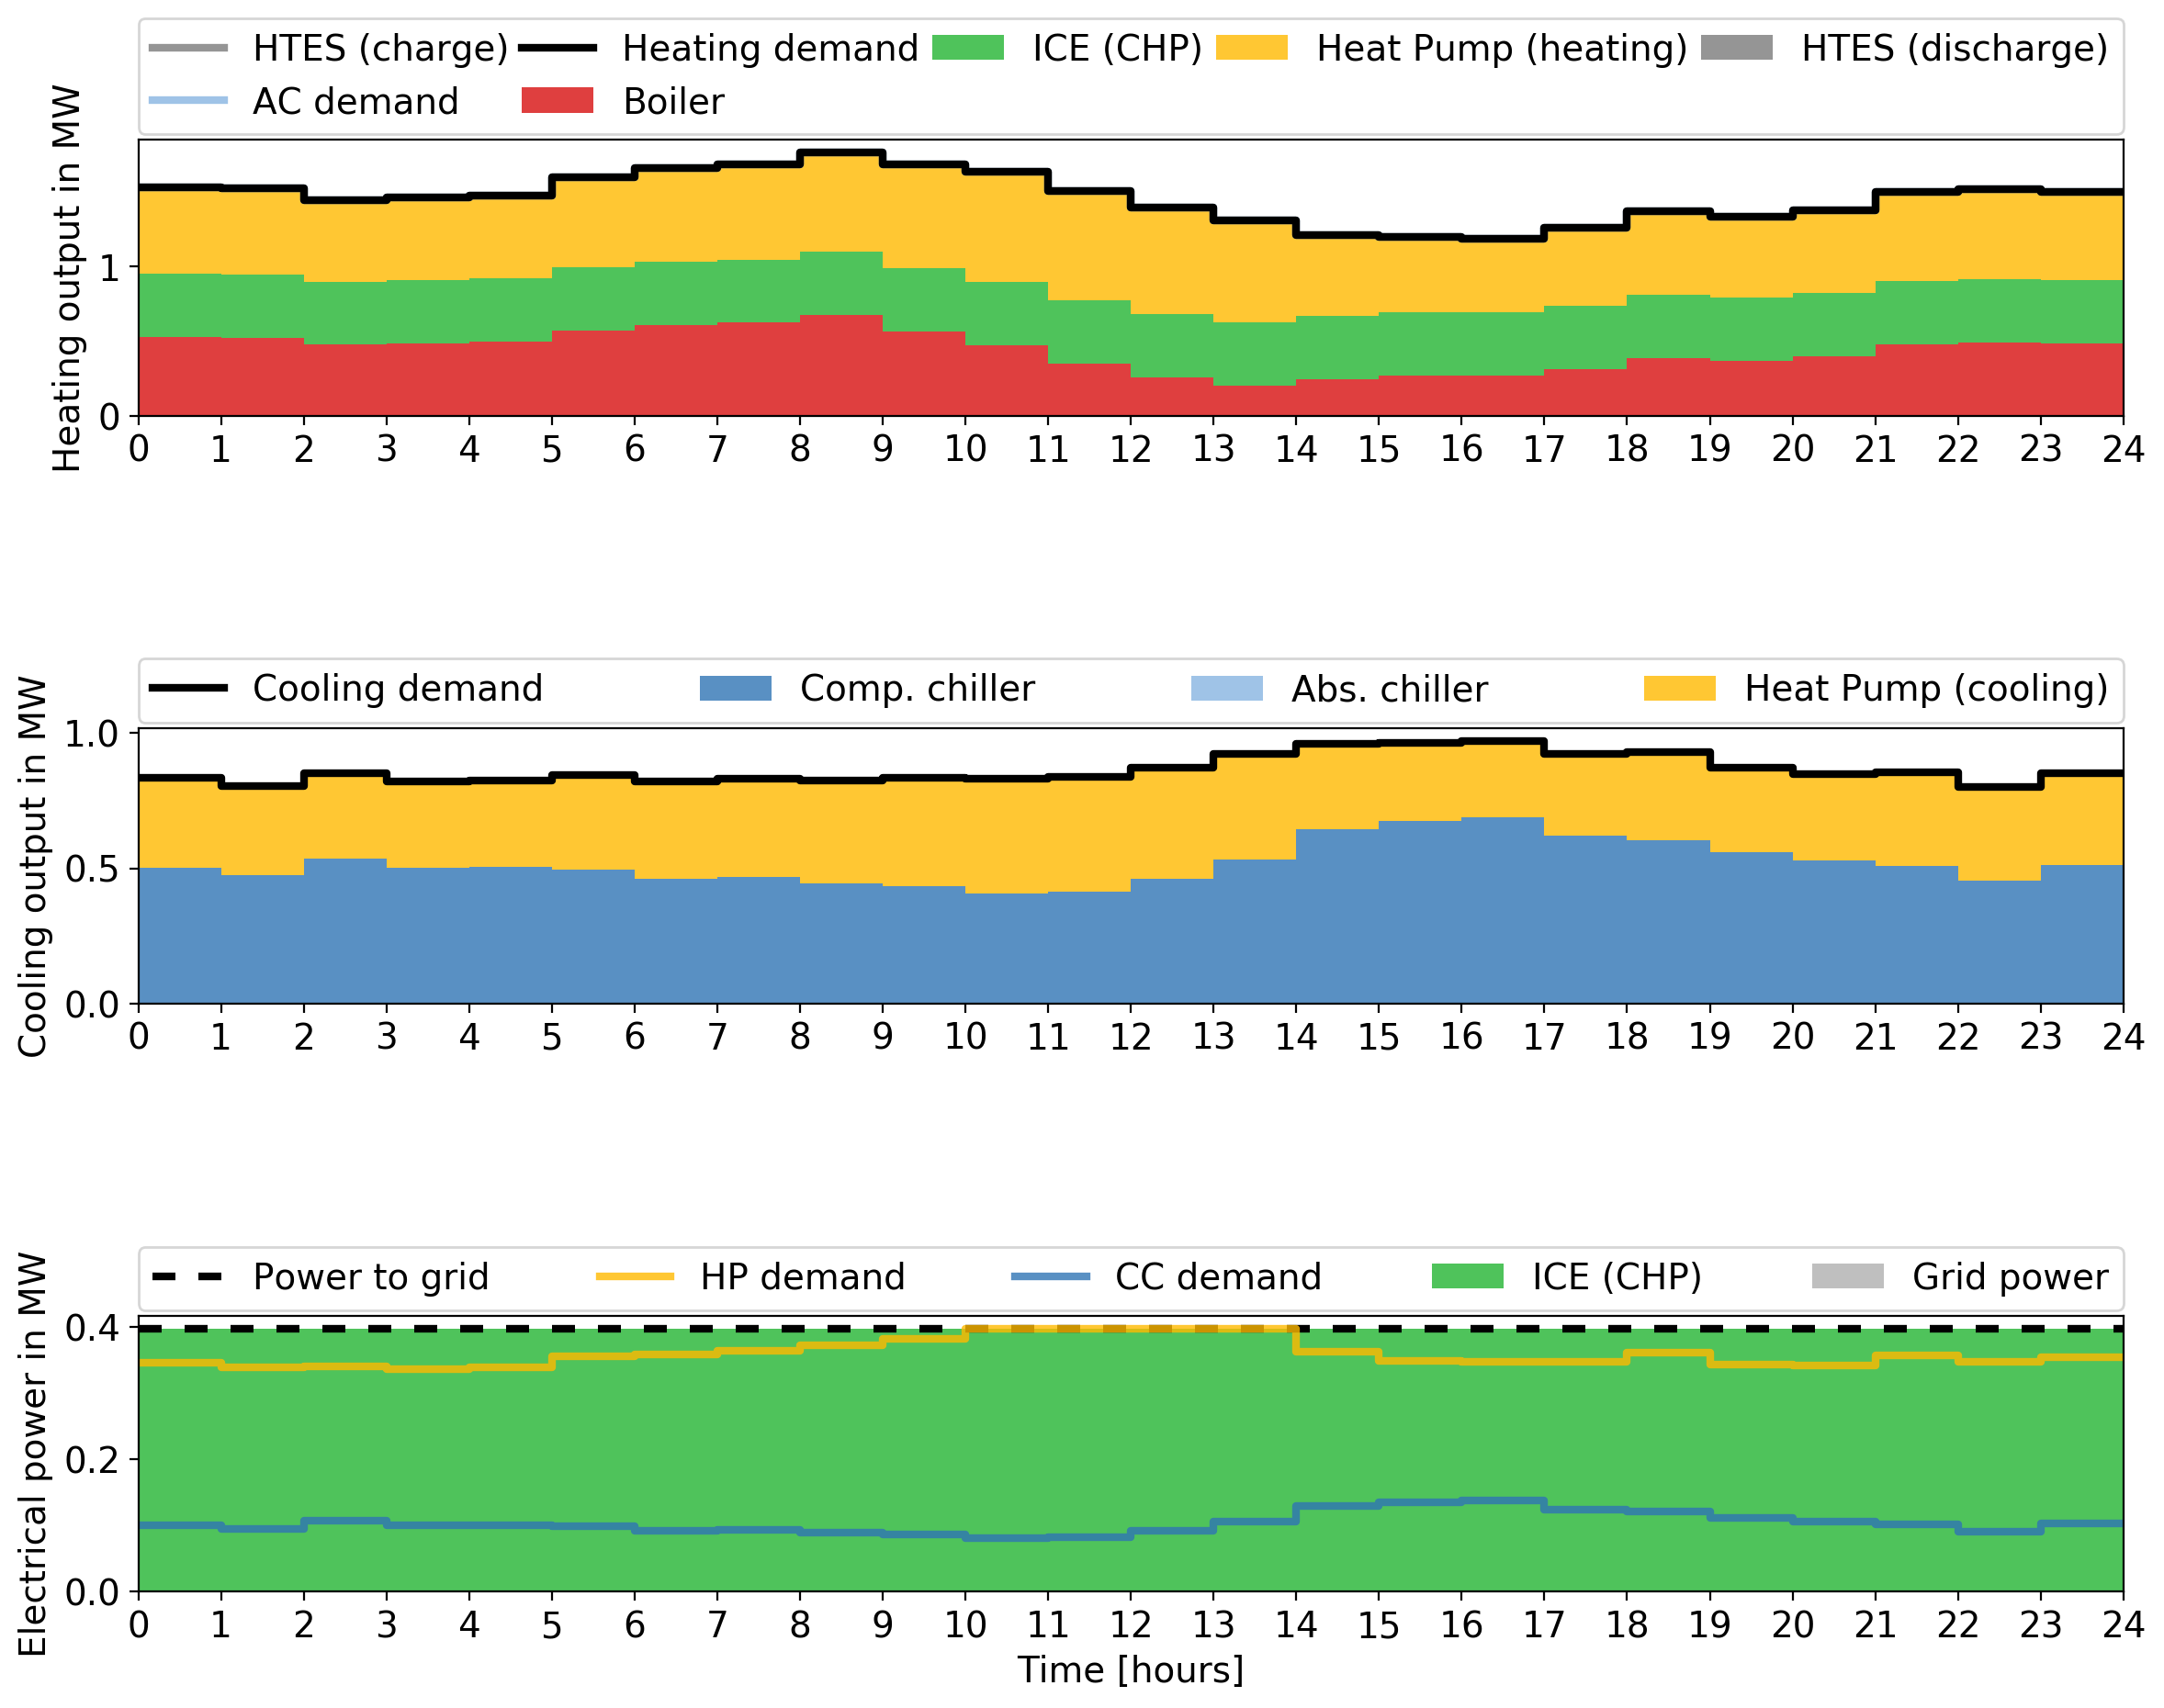 HTES (charge) Heating demand ICE (CHP) Heat Pump (heating) HTES (discharge)
AC demand Boiler
Heating output in MW
1
0
0 1 2 3 4 5 6 7 8 9 10 11 12 13 14 15 16 17 18 19 20 21 22 23 24
Cooling demand Comp. chiller Abs. chiller Heat Pump (cooling)
Cooling output in MW
1.0
0.5
0.0
0 1 2 3 4 5 6 7 8 9 10 11 12 13 14 15 16 17 18 19 20 21 22 23 24
Power to grid HP demand CC demand ICE (CHP) Grid power
Electrical power in MW
0.4
0.2
0.0
0 1 2 3 4 5 6 7 8 9 10 11 12 13 14 15 16 17 18 19 20 21 22 23 24
Time [hours]